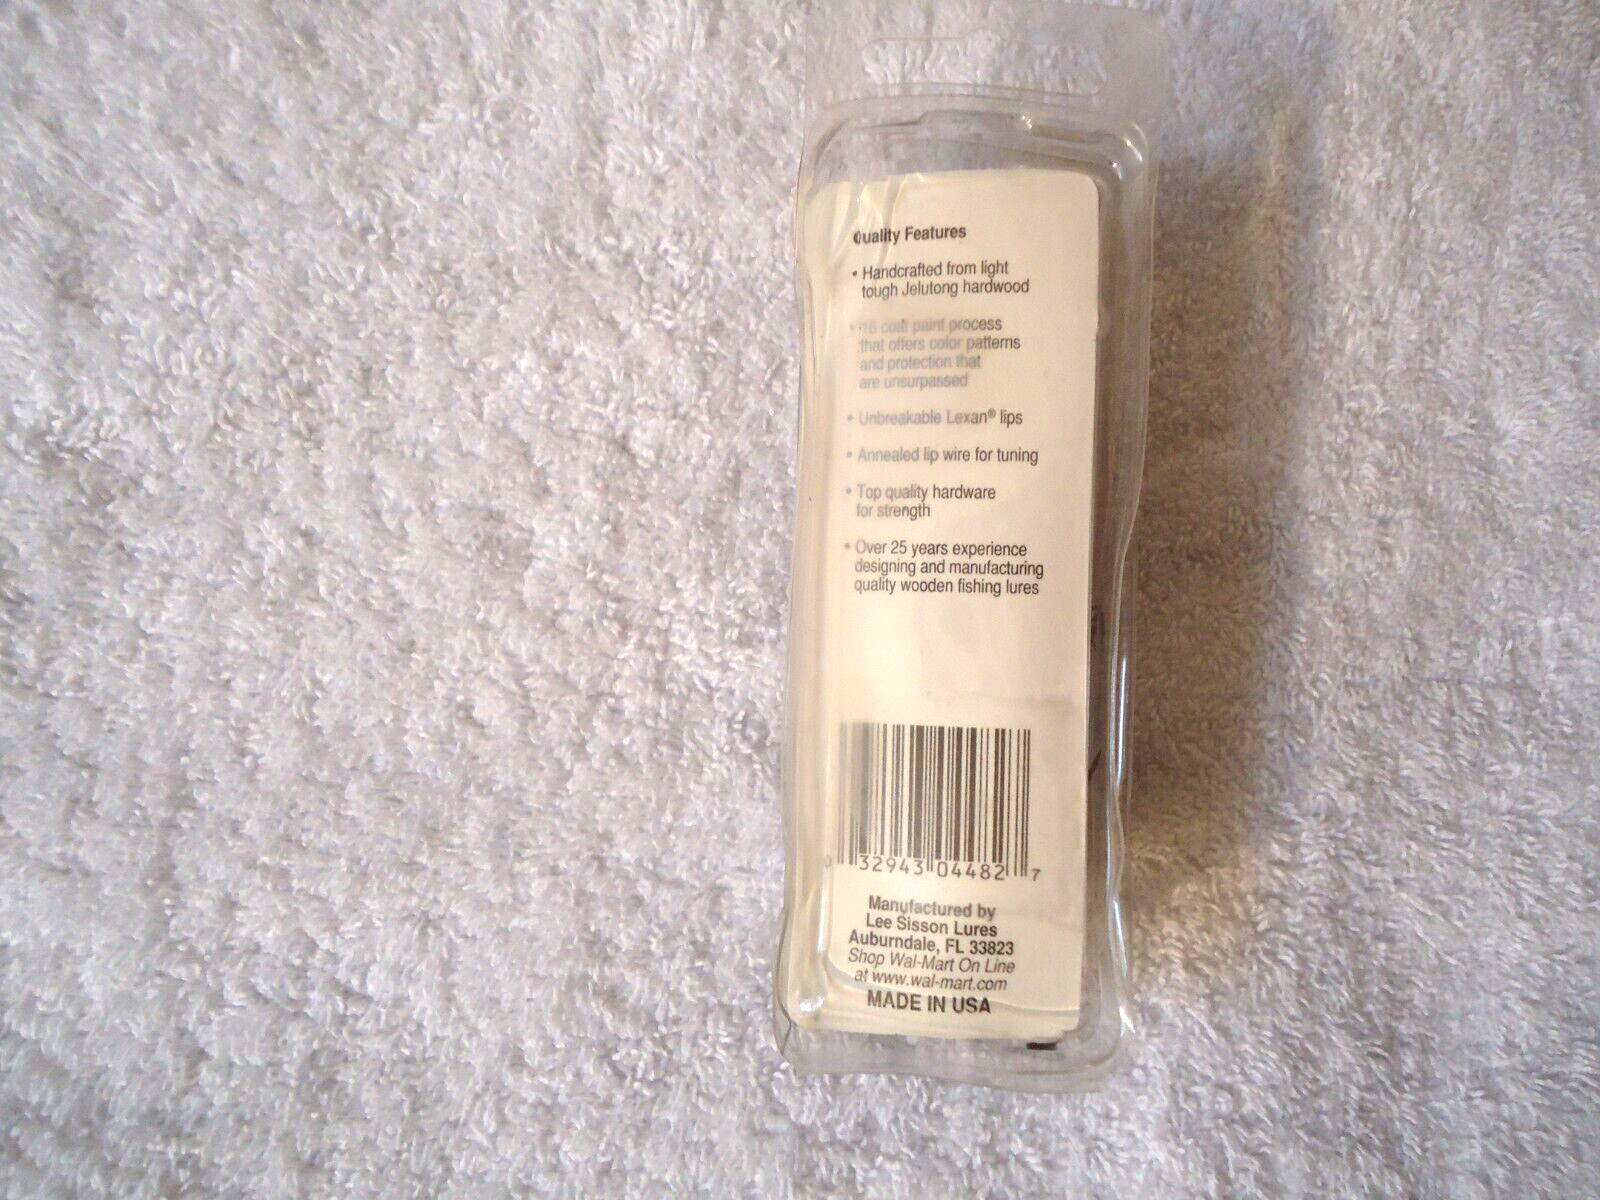 Quality Features
• Handcrafted from light
tough Jelutong hardwood
• 16 coat paint process
that offers color patterns
and protection that
are unsurpassed
• Unbreakable Lexan® lips
• Annealed lip wire for tuning
• Top quality hardware
for strength
• Over 25 years experience
designing and manufacturing
quality wooden fishing lures
0 32943 04482 7
Manufactured by
Lee Sisson Lures
Auburndale, FL 33823
Shop Wal-Mart On Line
at www.wal-mart.com
MADE IN USA